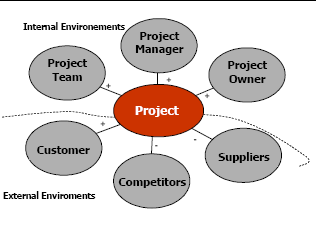 Internal Environements
Project
Manager
Project
Team
Project
Owner
+
+
+
Project
+
-
-
Customer
Competitors
Suppliers
External Enviroments